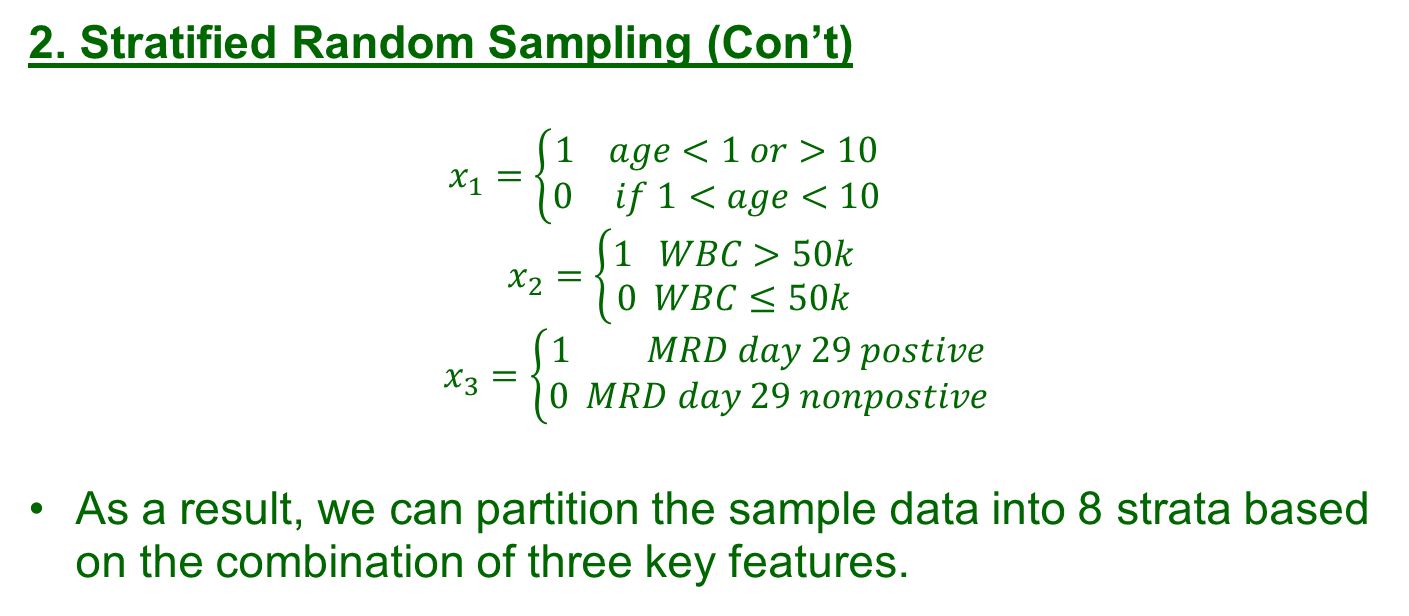 2. Stratified Random Sampling (Con’t)
x₁ = {1 age < 1 or > 10
0 if 1 < age < 10
x₂ = {1 WBC > 50k
0 WBC ≤ 50k
x₃ = {1 MRD day 29 postive
0 MRD day 29 nonpostive
• As a result, we can partition the sample data into 8 strata based
on the combination of three key features.